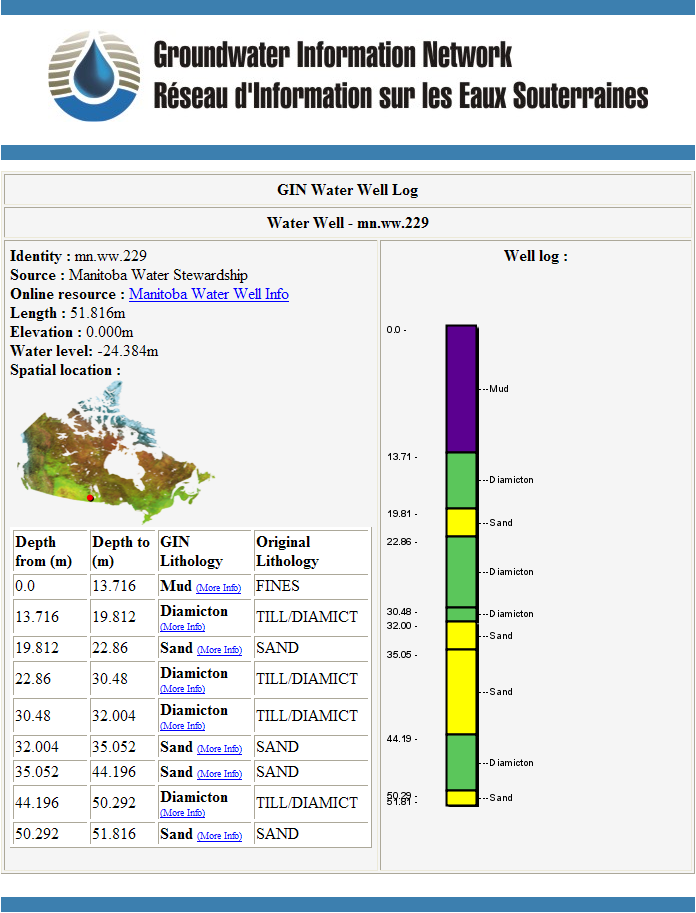 Groundwater Information Network
Réseau d'Information sur les Eaux Souterraines
GIN Water Well Log
Water Well - mn.ww.229
Identity : mn.ww.229
Source : Manitoba Water Stewardship
Online resource : Manitoba Water Well Info
Length : 51.816m
Elevation : 0.000m
Water level: -24.384m
Spatial location :
Depth from (m) Depth to (m) GIN Lithology Original Lithology
0.0 13.716 Mud (More Info) FINES
13.716 19.812 Diamicton (More Info) TILL/DIAMICT
19.812 22.86 Sand (More Info) SAND
22.86 30.48 Diamicton (More Info) TILL/DIAMICT
30.48 32.004 Diamicton (More Info) TILL/DIAMICT
32.004 35.052 Sand (More Info) SAND
35.052 44.196 Sand (More Info) SAND
44.196 50.292 Diamicton (More Info) TILL/DIAMICT
50.292 51.816 Sand (More Info) SAND
Well log :
0.0 -
Mud
13.71 -
Diamicton
19.81 -
Sand
22.86 -
Diamicton
30.48 -
Diamicton
32.00 -
Sand
35.05 -
Sand
44.19 -
Diamicton
50.29 -
Sand
51.81 -